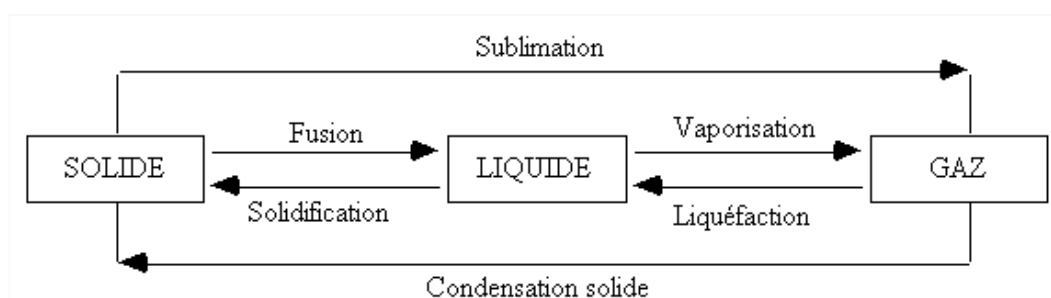 Sublimation
Fusion
Vaporisation
SOLIDE
LIQUIDE
GAZ
Solidification
Liquéfaction
Condensation solide